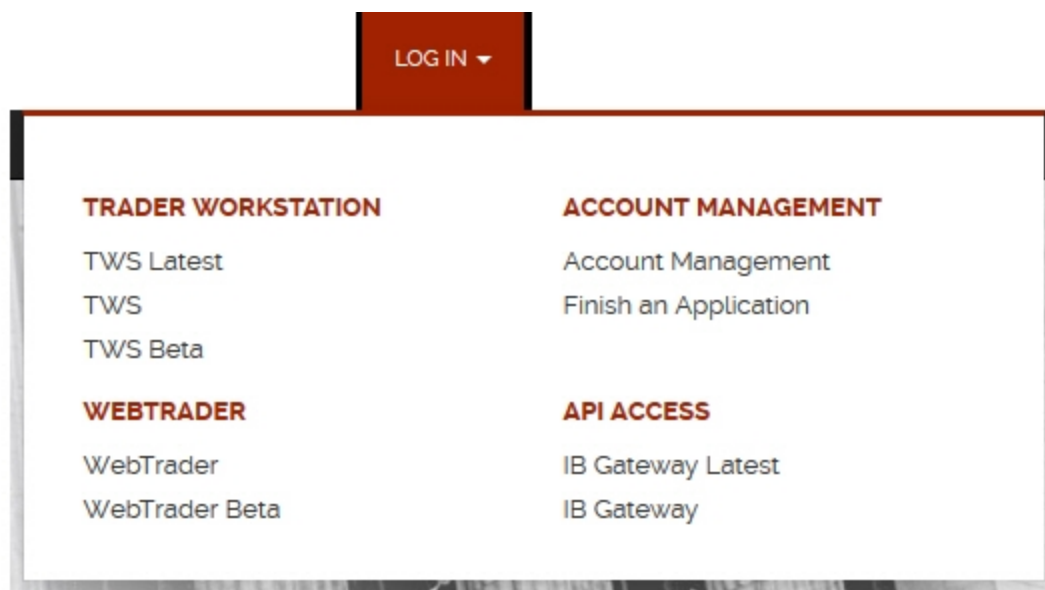 LOG IN
TRADER WORKSTATION
TWS Latest
TWS
TWS Beta
WEBTRADER
WebTrader
WebTrader Beta
ACCOUNT MANAGEMENT
Account Management
Finish an Application
API ACCESS
IB Gateway Latest
IB Gateway